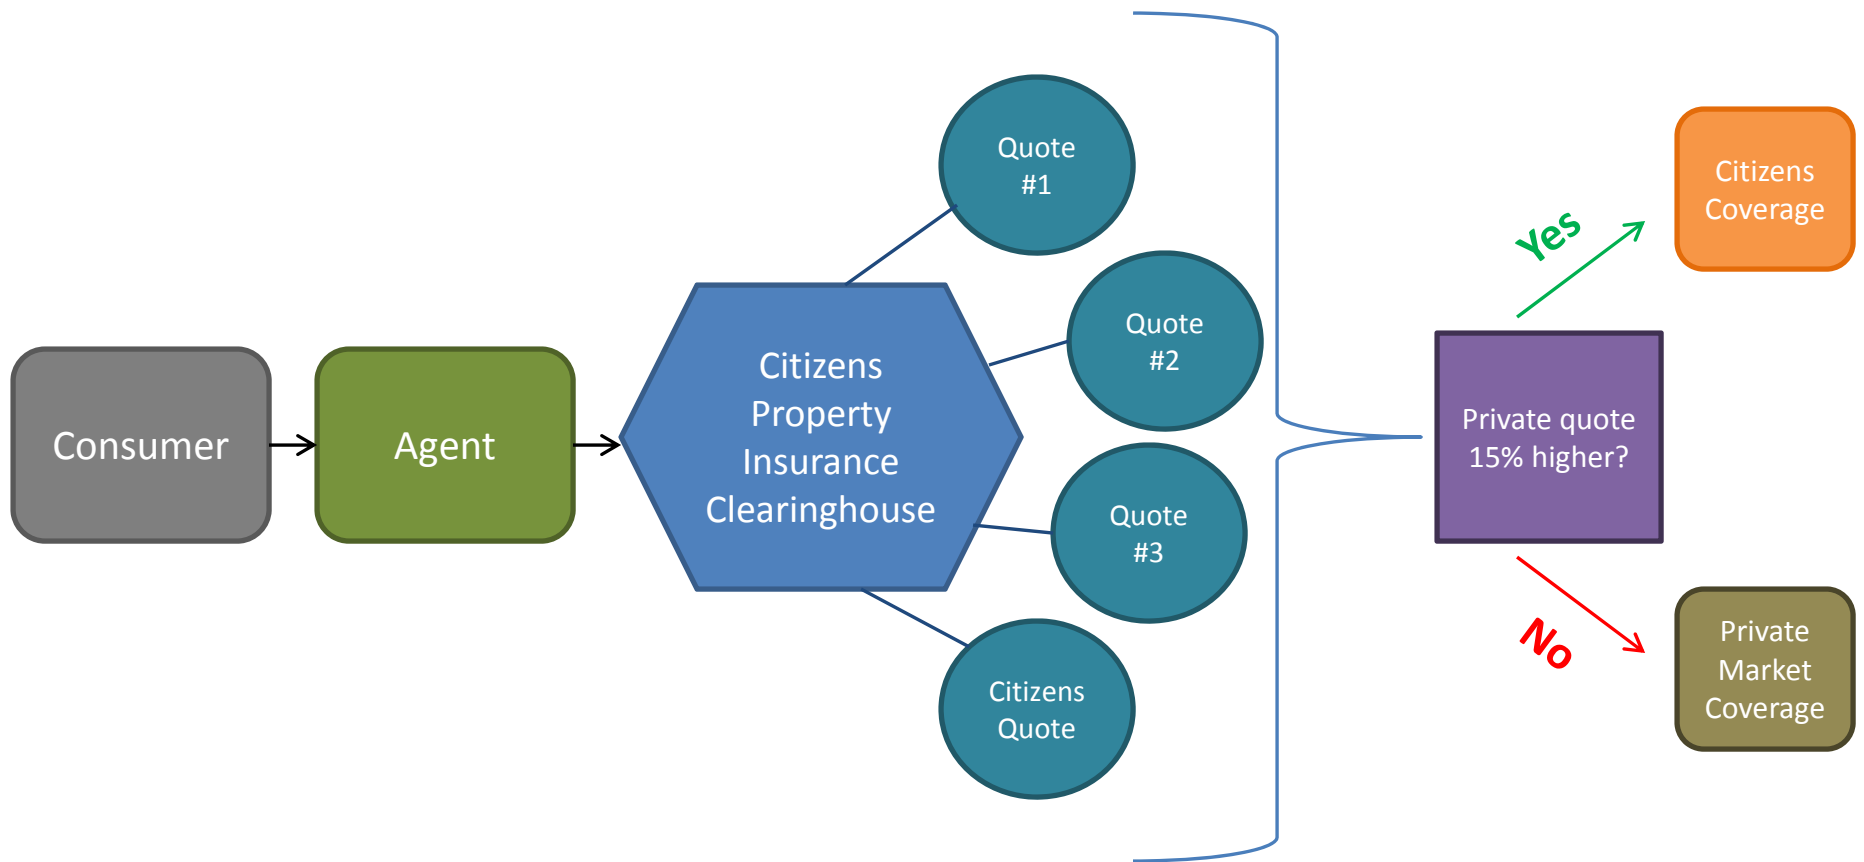 Consumer
Agent
Citizens
Property
Insurance
Clearinghouse
Quote
#1
Quote
#2
Quote
#3
Citizens
Quote
Private quote
15% higher?
Yes
No
Citizens
Coverage
Private
Market
Coverage